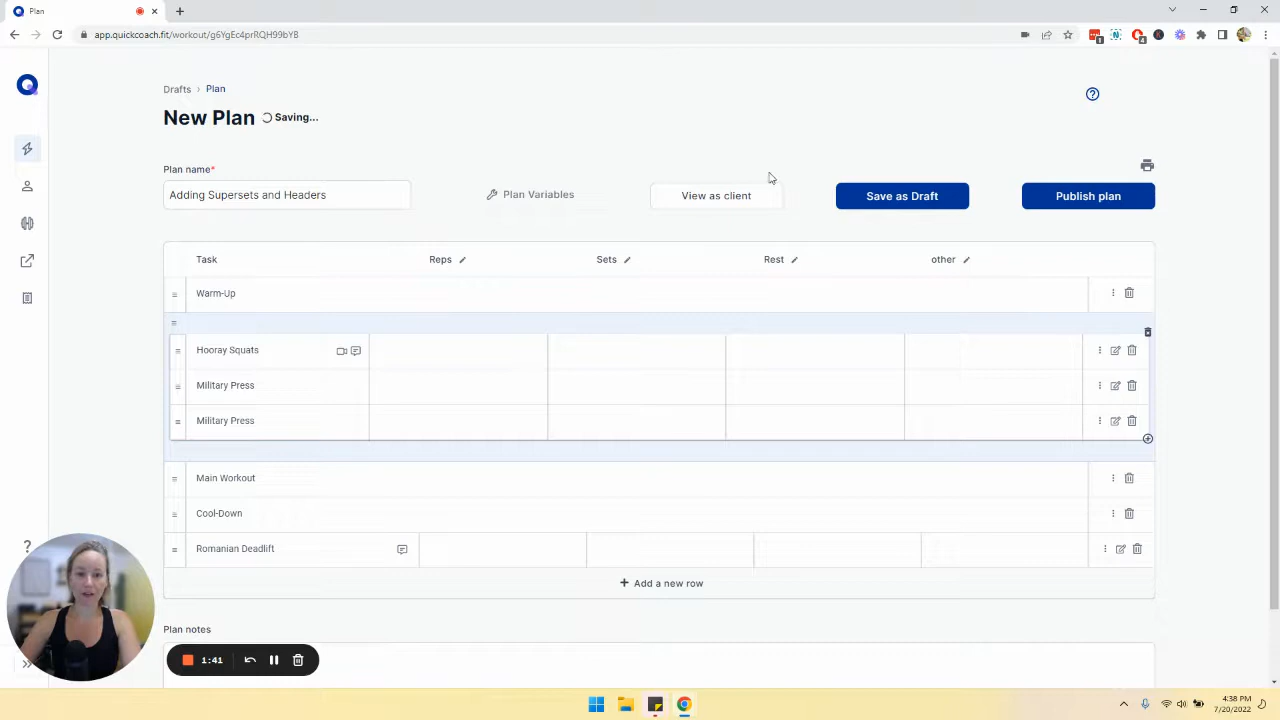 Plan
app.quickcoach.fit/workout/g6YgEc4prRQH99bYB
Drafts > Plan
New Plan Saving...
Plan name*
Adding Supersets and Headers
Plan Variables
View as client
Save as Draft
Publish plan
Task Reps Sets Rest other
Warm-Up
Hooray Squats
Military Press
Military Press
Main Workout
Cool-Down
Romanian Deadlift
+ Add a new row
Plan notes
1:41
4:38 PM
7/20/2022